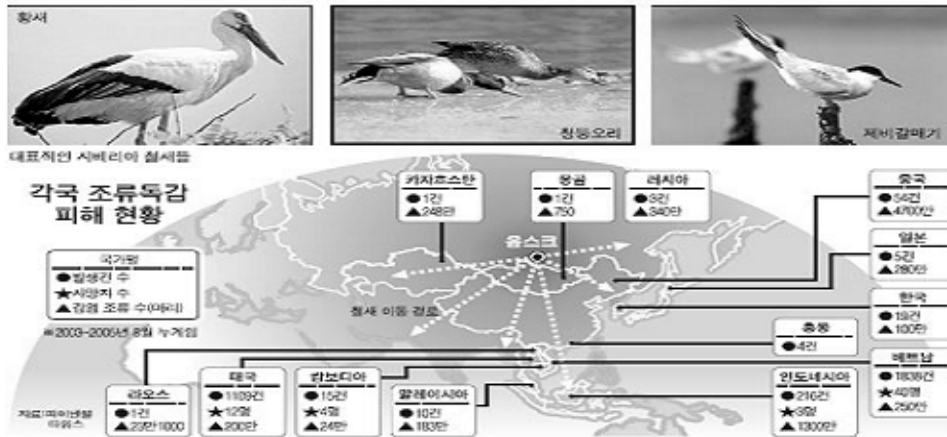 황새
청둥오리
제비갈매기
대표적인 시베리아 철새들
각국 조류독감
피해 현황
국가명
●발생건 수
★사망자 수
▲감염 조류 수(마리)
※2003~2005년 8월 누계임
카자흐스탄
●1건
▲248만
몽골
●1건
▲750
러시아
●3건
▲340만
중국
●54건
▲4700만
옴스크
일본
●5건
▲280만
철새 이동 경로
한국
●19건
▲100만
홍콩
●4건
베트남
●1838건
★40명
▲250만
라오스
●1건
▲23만1000
태국
●1109건
★12명
▲200만
캄보디아
●15건
★4명
▲24만
말레이시아
●10건
▲183만
인도네시아
●216건
★3명
▲1300만
자료:파이낸셜
타임스